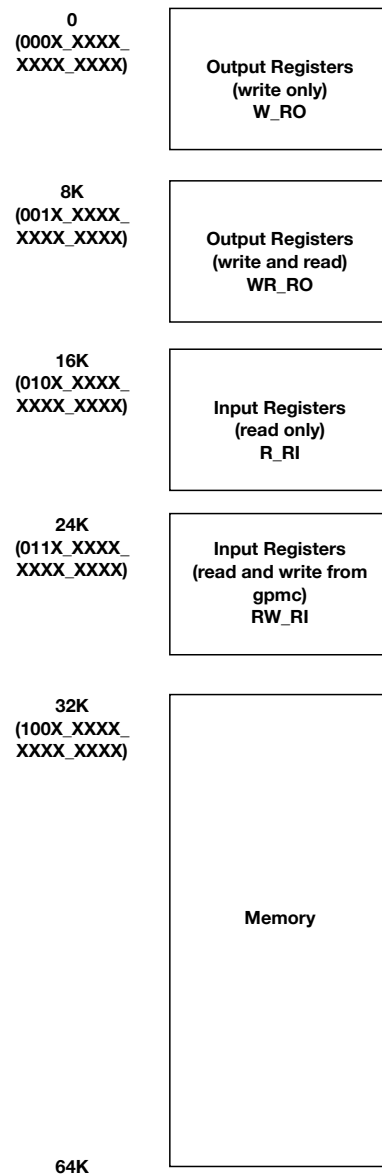 0
(000X_XXXX_
XXXX_XXXX)
Output Registers
(write only)
W_RO
8K
(001X_XXXX_
XXXX_XXXX)
Output Registers
(write and read)
WR_RO
16K
(010X_XXXX_
XXXX_XXXX)
Input Registers
(read only)
R_RI
24K
(011X_XXXX_
XXXX_XXXX)
Input Registers
(read and write from
gpmc)
RW_RI
32K
(100X_XXXX_
XXXX_XXXX)
Memory
64K